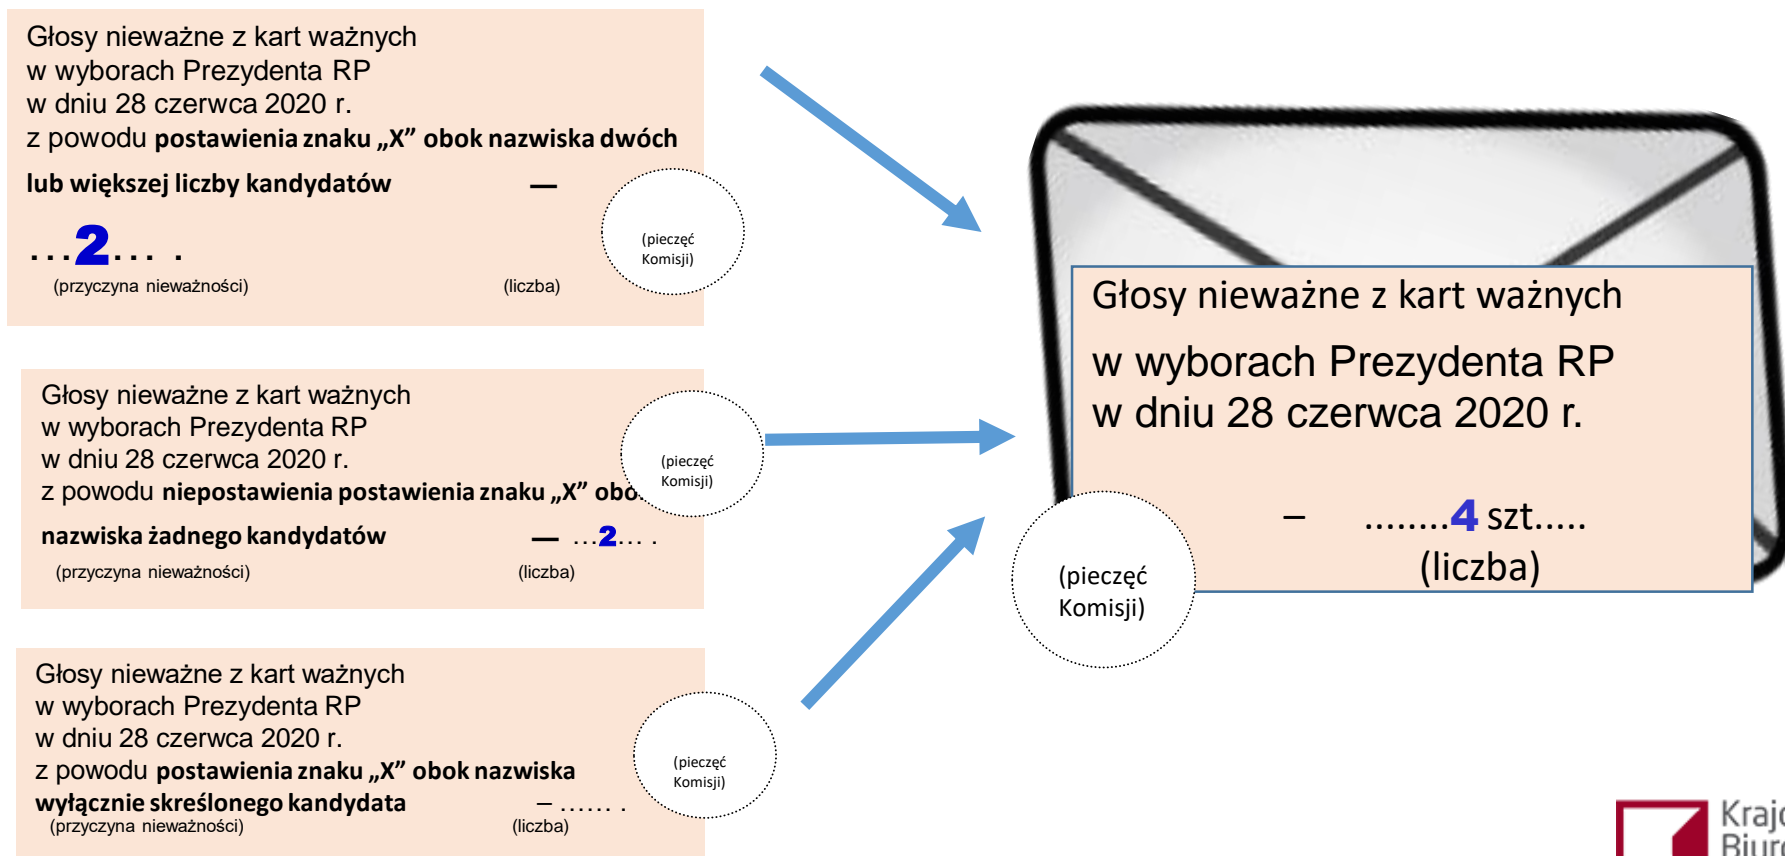 Głosy nieważne z kart ważnych
w wyborach Prezydenta RP
w dniu 28 czerwca 2020 r.
z powodu postawienia znaku „X” obok nazwiska dwóch
lub większej liczby kandydatów —
...2... .
(przyczyna nieważności) (liczba)
(pieczęć
Komisji)
Głosy nieważne z kart ważnych
w wyborach Prezydenta RP
w dniu 28 czerwca 2020 r.
z powodu niepostawienia postawienia znaku „X”
nazwiska żadnego kandydatów — ...2... .
(przyczyna nieważności) (liczba)
(pieczęć
Komisji)
Głosy nieważne z kart ważnych
w wyborach Prezydenta RP
w dniu 28 czerwca 2020 r.
z powodu postawienia znaku „X” obok nazwiska
wyłącznie skreślonego kandydata – ...... .
(przyczyna nieważności) (liczba)
(pieczęć
Komisji)
Głosy nieważne z kart ważnych
w wyborach Prezydenta RP
w dniu 28 czerwca 2020 r.
– ........4 szt.....
(liczba)
(pieczęć
Komisji)